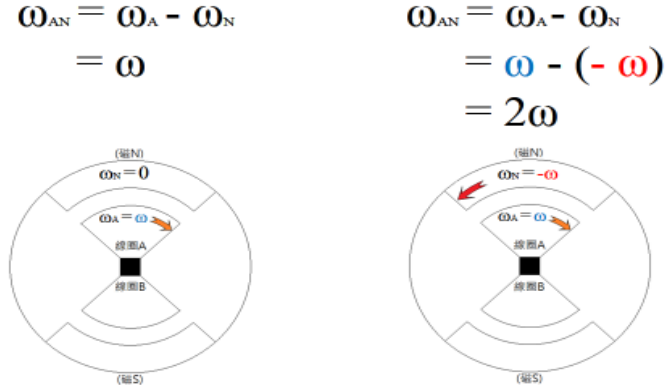 ωAN = ωA - ωN
= ω
(磁N)
ωN = 0
ωA = ω
線圈A
線圈B
(磁S)
ωAN = ωA - ωN
= ω - (- ω)
= 2ω
(磁N)
ωN = -ω
ωA = ω
線圈A
線圈B
(磁S)